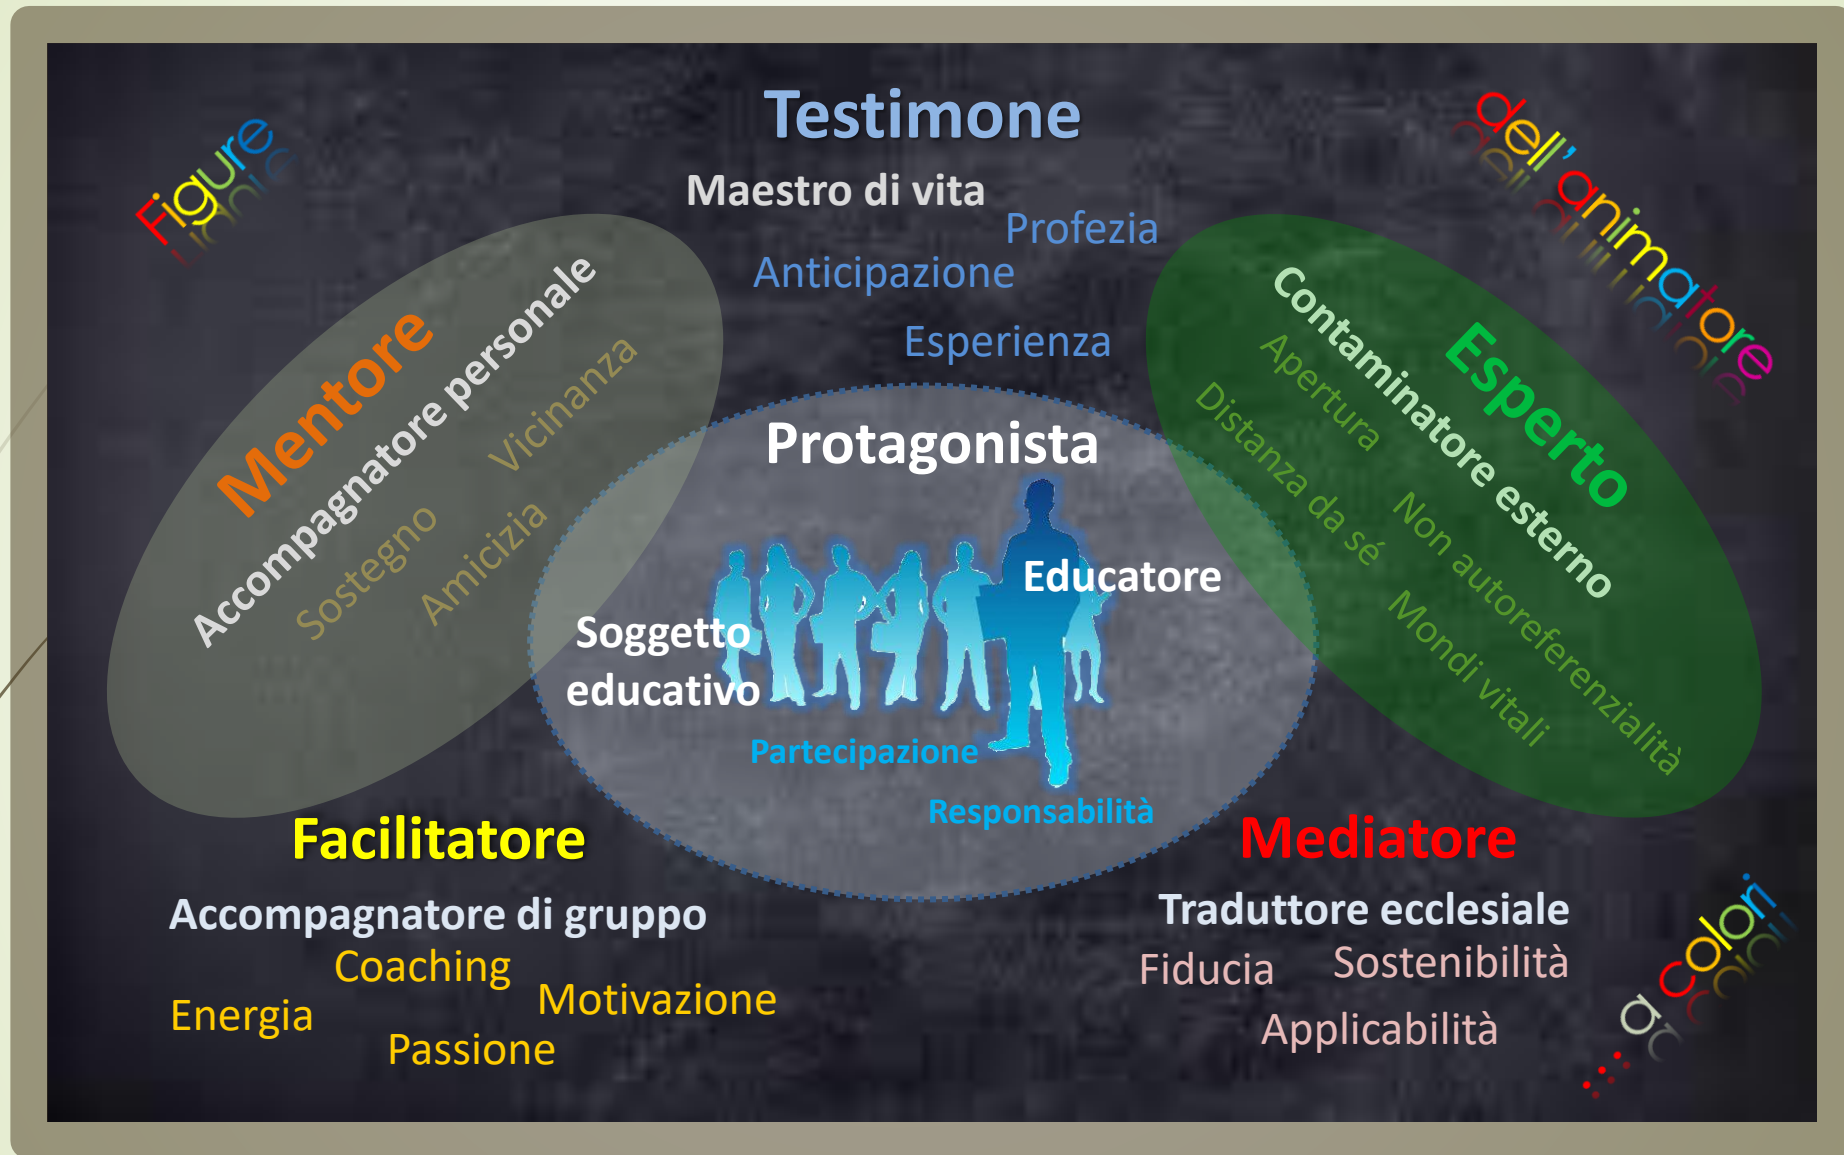 Figure
dell'animatore
... a colori
Testimone
Maestro di vita
Profezia
Anticipazione
Esperienza
Mentore
Accompagnatore personale
Vicinanza
Sostegno
Amicizia
Esperto
Contaminatore esterno
Apertura
Distanza da sé
Non autoreferenzialità
Mondi vitali
Protagonista
Educatore
Soggetto
educativo
Partecipazione
Responsabilità
Facilitatore
Accompagnatore di gruppo
Coaching
Energia
Motivazione
Passione
Mediatore
Traduttore ecclesiale
Fiducia
Sostenibilità
Applicabilità